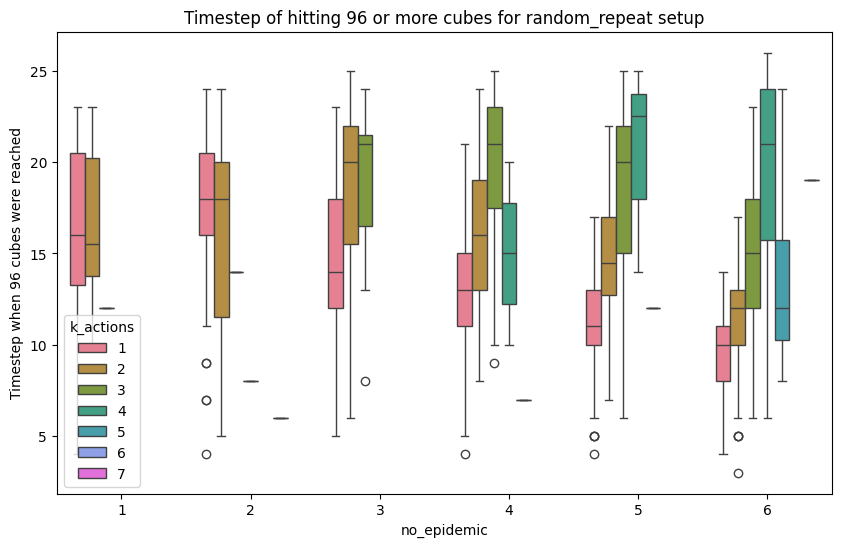 Timestep of hitting 96 or more cubes for random_repeat setup
Timestep when 96 cubes were reached
25
20
15
10
5
k_actions
1
2
3
4
5
6
7
1 2 3 4 5 6
no_epidemic